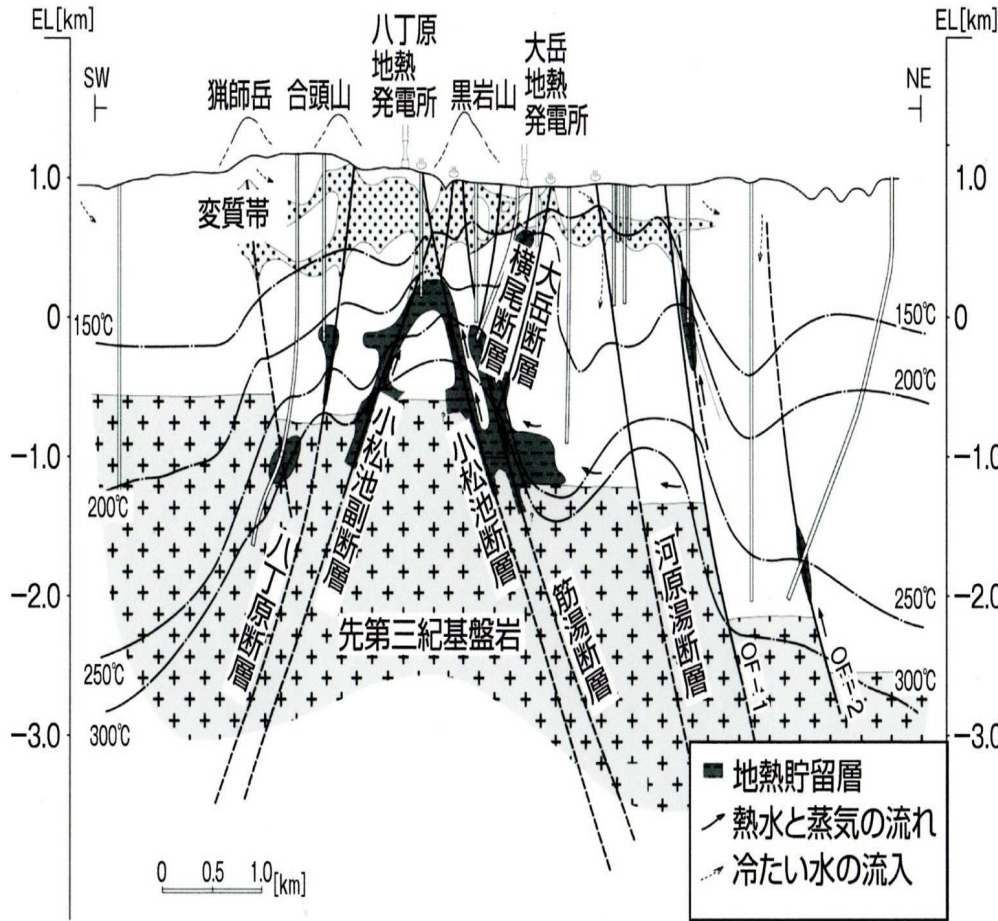 EL[km]
EL[km]
SW
NE
猟師岳
合頭山
八丁原
地熱
発電所
黒岩山
大岳
地熱
発電所
1.0
1.0
変質帯
0
0
150℃
150℃
横尾断層
大岳断層
200℃
-1.0
-1.0
200℃
小松池副断層
小松池断層
八丁原断層
-2.0
-2.0
先第三紀基盤岩
筋湯断層
河原湯断層
250℃
250℃
OF-1
OF-2
300℃
300℃
-3.0
-3.0
地熱貯留層
熱水と蒸気の流れ
冷たい水の流入
0 0.5 1.0[km]